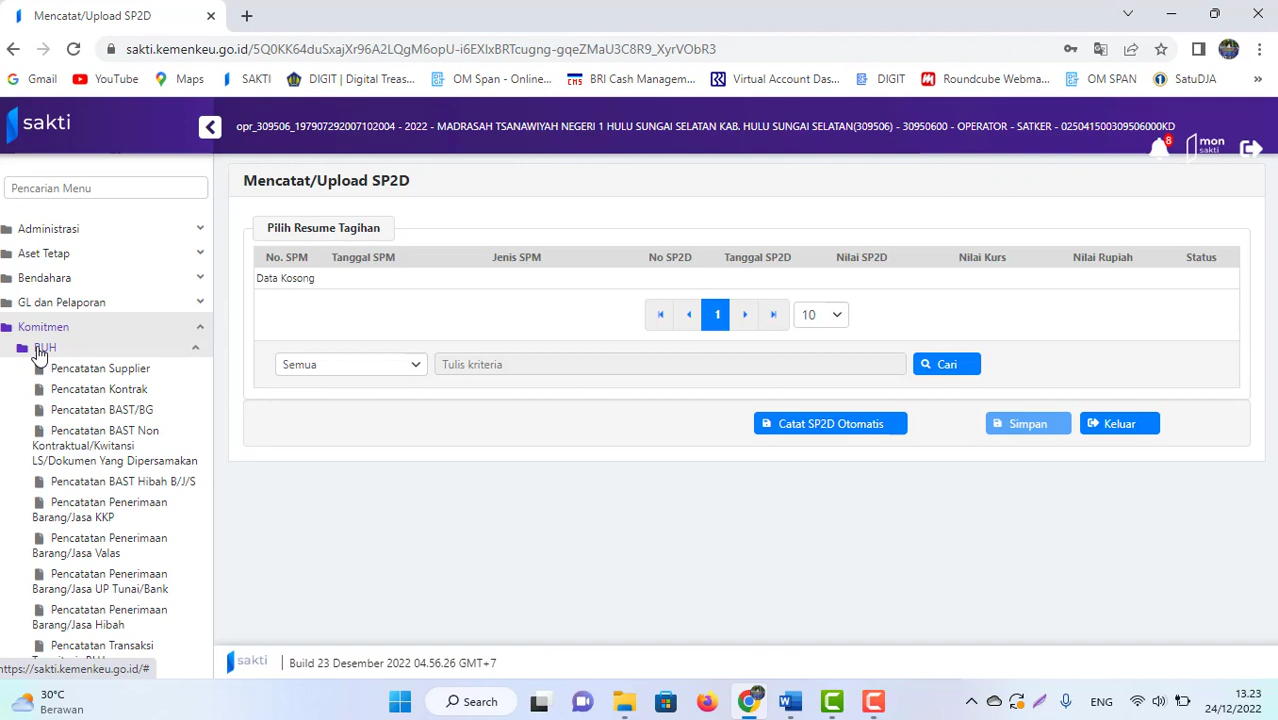 Mencatat/Upload SP2D
sakti.kemenkeu.go.id/5Q0KK64duSxajXr96A2LQgM6opU-i6EXIxBRTcugng-gqeZMaU3C8R9_XyrVObR3
Gmail
YouTube
Maps
SAKTI
DIGIT | Digital Treas...
OM Span - Online...
CMS
BRI Cash Managem...
Virtual Account Das...
DIGIT
Roundcube Webma...
OM SPAN
SatuDJA
sakti
opr_309506_197907292007102004 - 2022 - MADRASAH TSANAWIYAH NEGERI 1 HULU SUNGAI SELATAN KAB. HULU SUNGAI SELATAN(309506) - 30950600 - OPERATOR - SATKER - 025041500309506000KD
8
mon
sakti
Pencarian Menu
Administrasi
Aset Tetap
Bendahara
GL dan Pelaporan
Komitmen
RUH
Pencatatan Supplier
Pencatatan Kontrak
Pencatatan BAST/BG
Pencatatan BAST Non
Kontraktual/Kwitansi
LS/Dokumen Yang Dipersamakan
Pencatatan BAST Hibah B/J/S
Pencatatan Penerimaan
Barang/Jasa KKP
Pencatatan Penerimaan
Barang/Jasa Valas
Pencatatan Penerimaan
Barang/Jasa UP Tunai/Bank
Pencatatan Penerimaan
Barang/Jasa Hibah
Pencatatan Transaksi
https://sakti.kemenkeu.go.id/#
Mencatat/Upload SP2D
Pilih Resume Tagihan
No. SPM
Tanggal SPM
Jenis SPM
No SP2D
Tanggal SP2D
Nilai SP2D
Nilai Kurs
Nilai Rupiah
Status
Data Kosong
1
10
Semua
Tulis kriteria
Cari
Catat SP2D Otomatis
Simpan
Keluar
sakti
Build 23 Desember 2022 04.56.26 GMT+7
30°C
Berawan
Search
ENG
13.23
24/12/2022